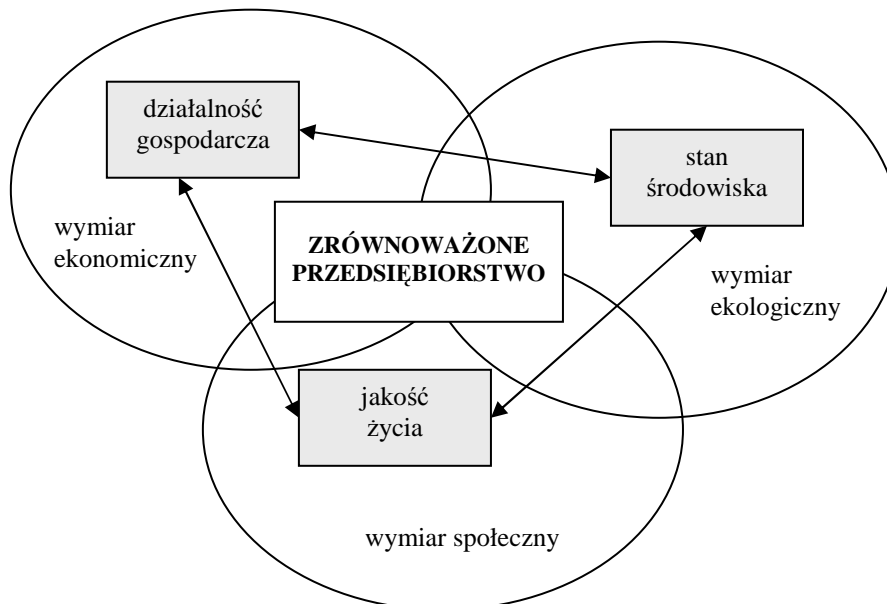 działalność
gospodarcza
stan
środowiska
wymiar
ekonomiczny
ZRÓWNOWAŻONE
PRZEDSIĘBIORSTWO
wymiar
ekologiczny
jakość
życia
wymiar społeczny